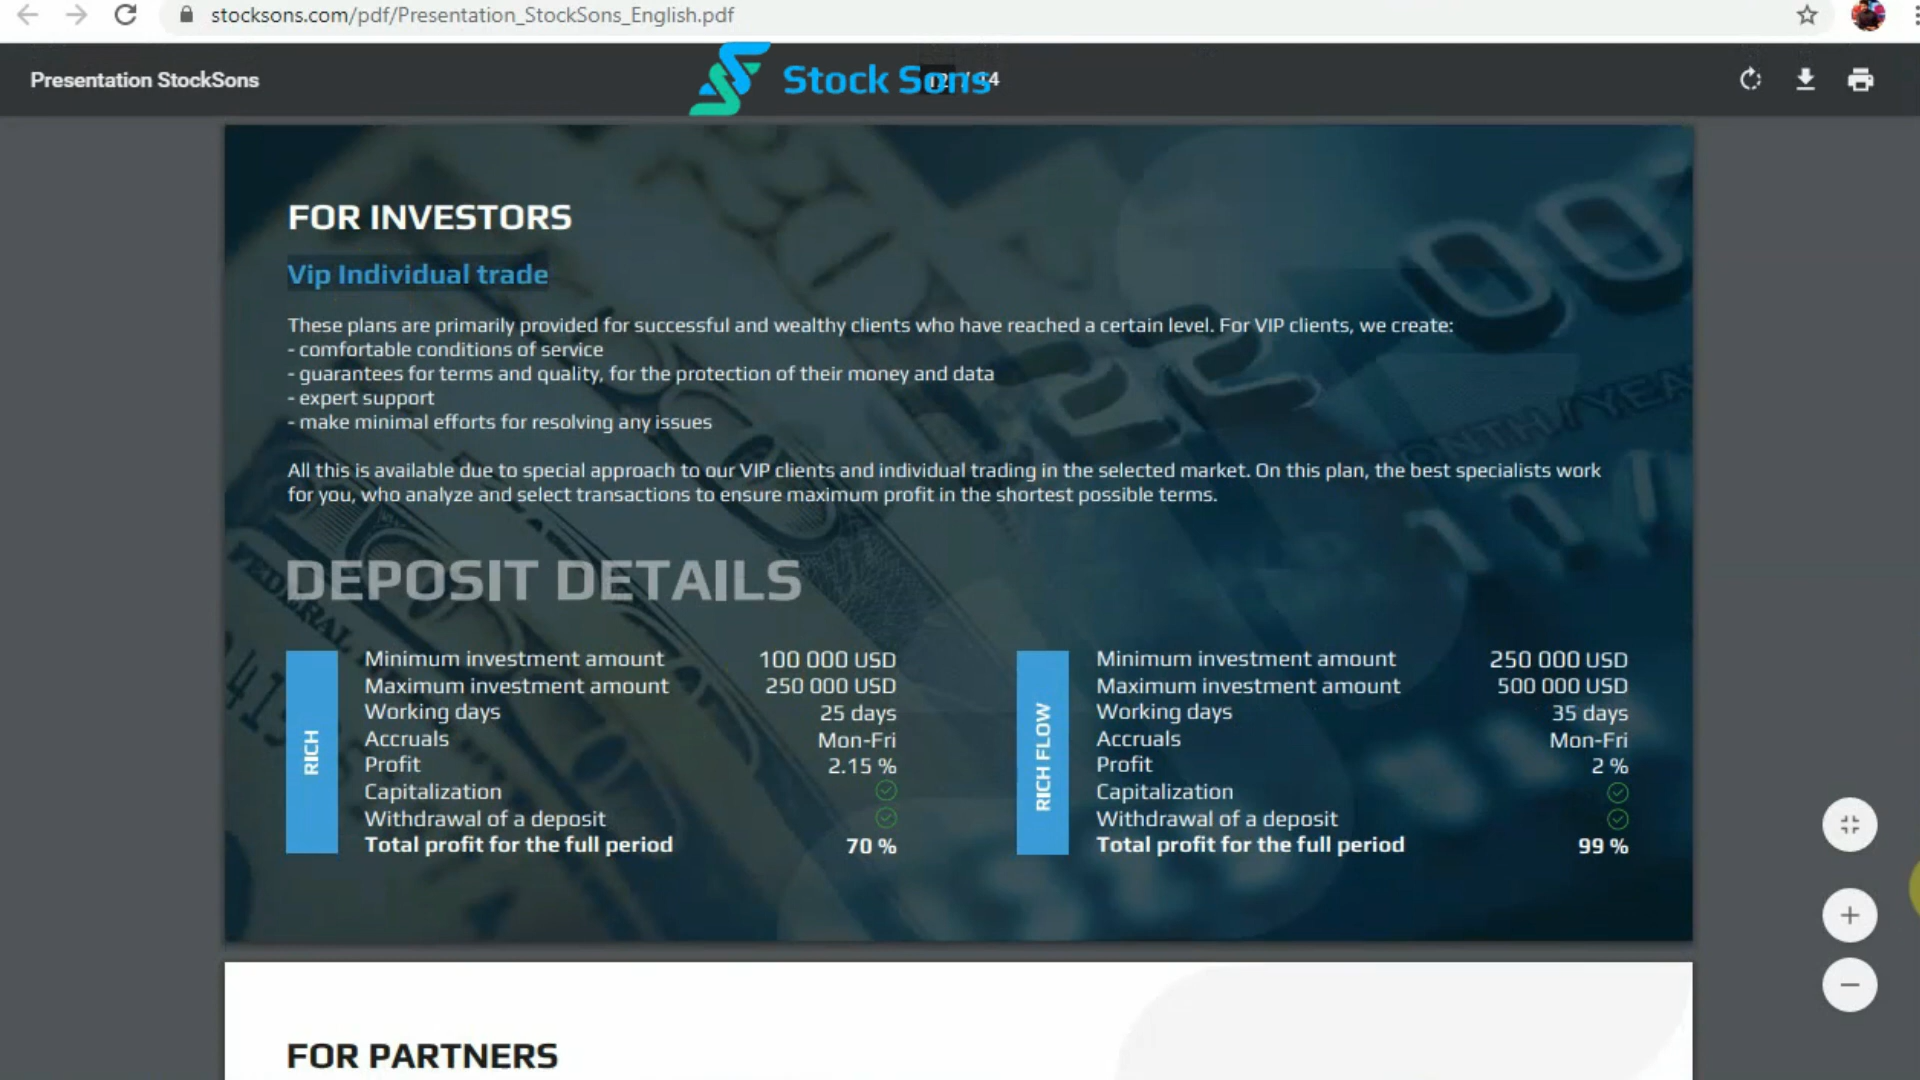 stocksons.com/pdf/Presentation_StockSons_English.pdf
Presentation StockSons
Stock Sons
12 / 14
FOR INVESTORS
Vip Individual trade
These plans are primarily provided for successful and wealthy clients who have reached a certain level. For VIP clients, we create:
- comfortable conditions of service
- guarantees for terms and quality, for the protection of their money and data
- expert support
- make minimal efforts for resolving any issues
All this is available due to special approach to our VIP clients and individual trading in the selected market. On this plan, the best specialists work
for you, who analyze and select transactions to ensure maximum profit in the shortest possible terms.
DEPOSIT DETAILS
RICH
Minimum investment amount 100 000 USD
Maximum investment amount 250 000 USD
Working days 25 days
Accruals Mon-Fri
Profit 2.15 %
Capitalization
Withdrawal of a deposit
Total profit for the full period 70 %
RICH FLOW
Minimum investment amount 250 000 USD
Maximum investment amount 500 000 USD
Working days 35 days
Accruals Mon-Fri
Profit 2 %
Capitalization
Withdrawal of a deposit
Total profit for the full period 99 %
FOR PARTNERS